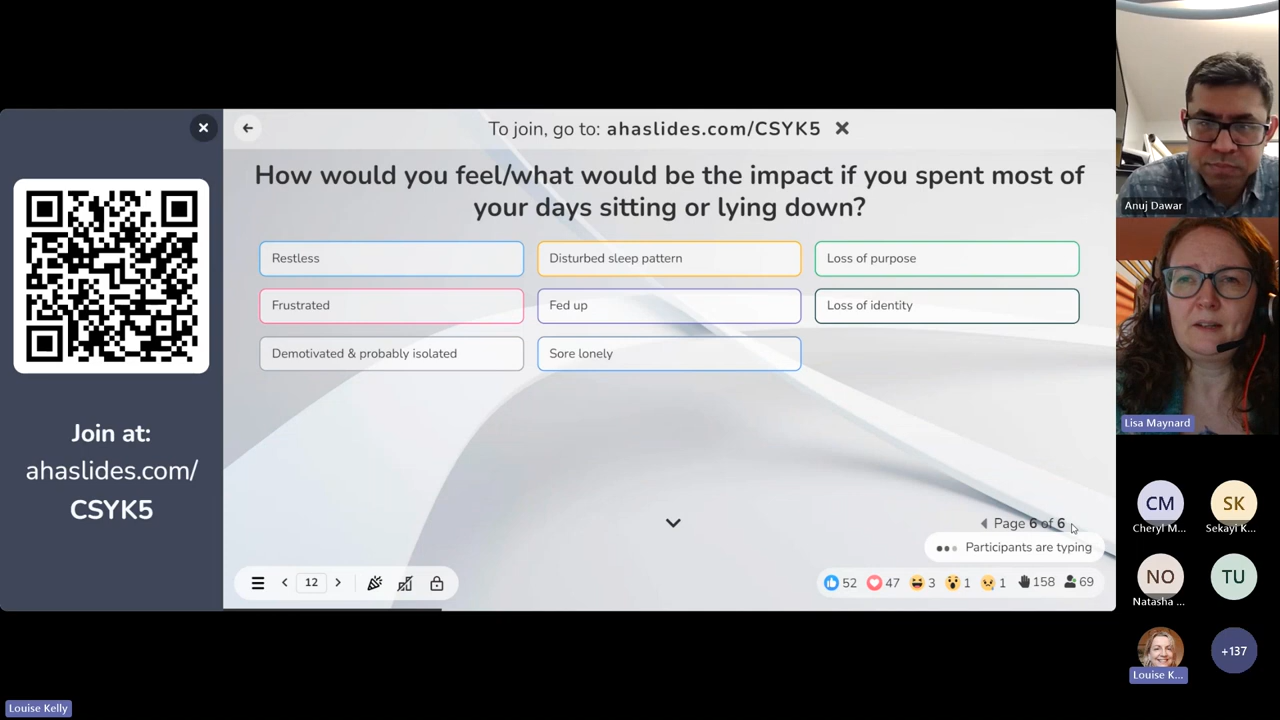 To join, go to: ahaslides.com/CSYK5
How would you feel/what would be the impact if you spent most of
your days sitting or lying down?
Restless
Disturbed sleep pattern
Loss of purpose
Frustrated
Fed up
Loss of identity
Demotivated & probably isolated
Sore lonely
Join at:
ahaslides.com/
CSYK5
Page 6 of 6
Participants are typing
12
52
47
3
1
1
158
69
Anuj Dawar
Lisa Maynard
CM
Cheryl M...
SK
Sekayi K...
NO
Natasha ...
TU
Louise K...
+137
Louise Kelly